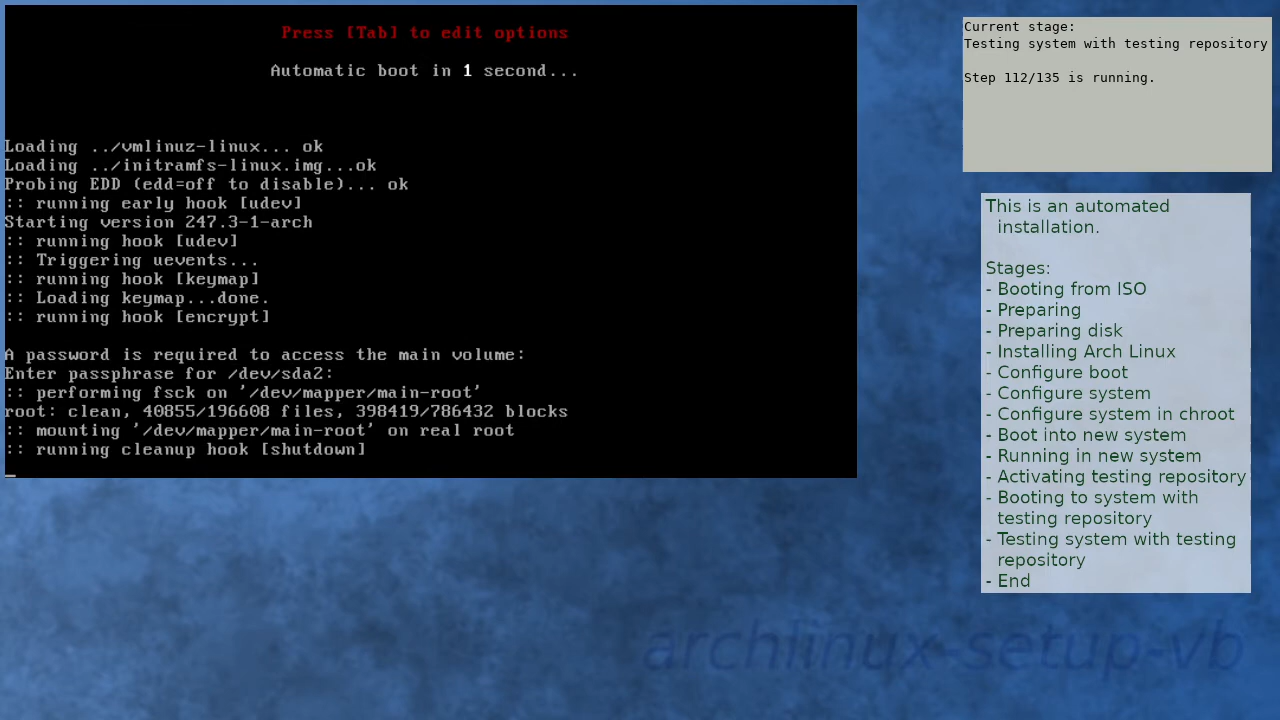 Press [Tab] to edit options
Automatic boot in 1 second...
Loading ../vmlinuz-linux... ok
Loading ../initramfs-linux.img...ok
Probing EDD (edd=off to disable)... ok
:: running early hook [udev]
Starting version 247.3-1-arch
:: running hook [udev]
:: Triggering uevents...
:: running hook [keymap]
:: Loading keymap...done.
:: running hook [encrypt]
A password is required to access the main volume:
Enter passphrase for /dev/sda2:
:: performing fsck on '/dev/mapper/main-root'
root: clean, 40855/196608 files, 398419/786432 blocks
:: mounting '/dev/mapper/main-root' on real root
:: running cleanup hook [shutdown]
_
Current stage:
Testing system with testing repository
Step 112/135 is running.
This is an automated
installation.
Stages:
- Booting from ISO
- Preparing
- Preparing disk
- Installing Arch Linux
- Configure boot
- Configure system
- Configure system in chroot
- Boot into new system
- Running in new system
- Activating testing repository
- Booting to system with
testing repository
- Testing system with testing
repository
- End
archlinux-setup-vb